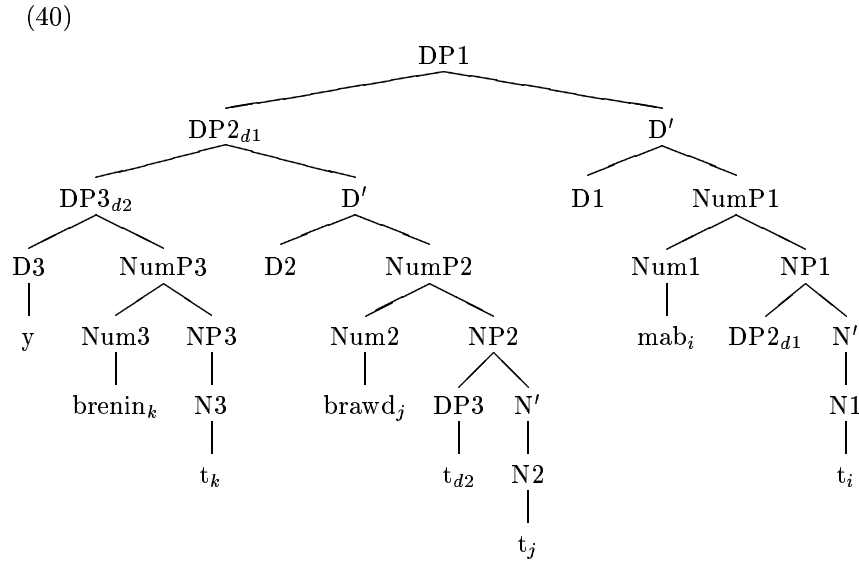 (40)
DP1
DP2d1 D′
DP3d2 D′ D1 NumP1
D3 NumP3 D2 NumP2 Num1 NP1
y Num3 NP3 Num2 NP2 mabi DP2d1 N′
brenink N3 brawdj DP3 N′ N1
tk td2 N2 ti
tj